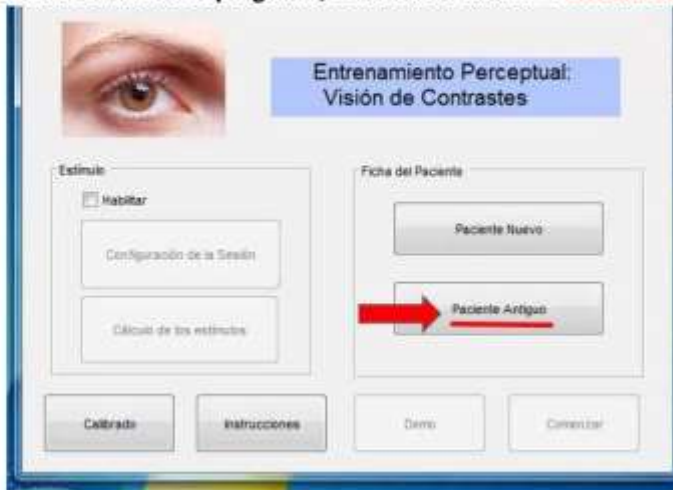 Entrenamiento Perceptual:
Visión de Contrastes
Estímulo
Ficha del Paciente
Habilitar
Paciente Nuevo
Configuración de la Sesión
Paciente Antiguo
Cálculo de los estímulos
Calibrado
Instrucciones
Demo
Comenzar